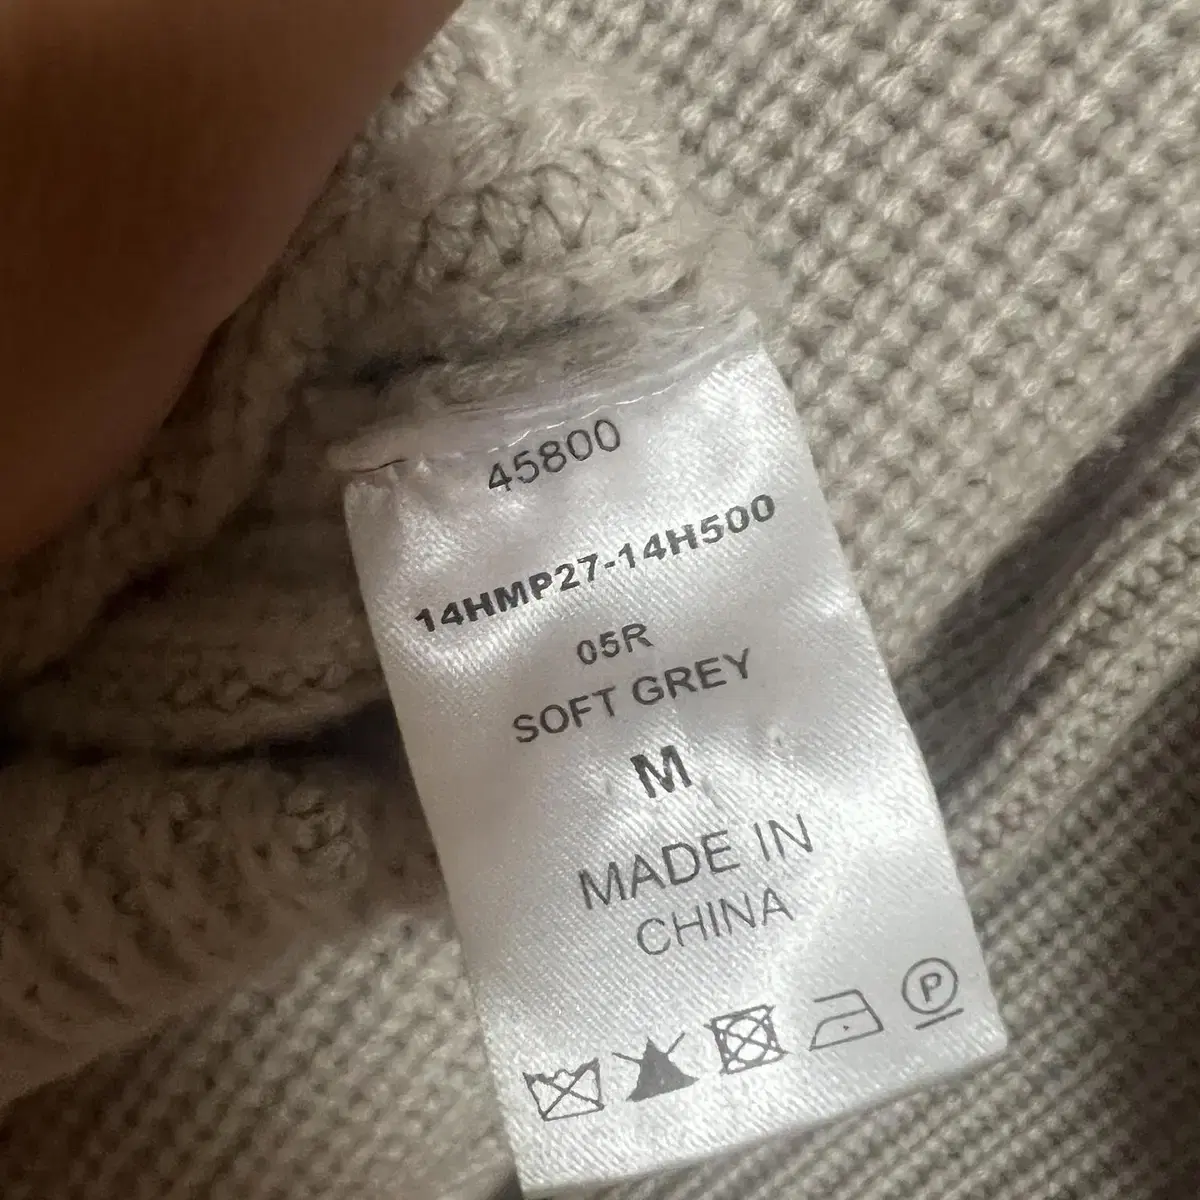 45800
14HMP27-14H500
05R
SOFT GREY
M
MADE IN
CHINA
P